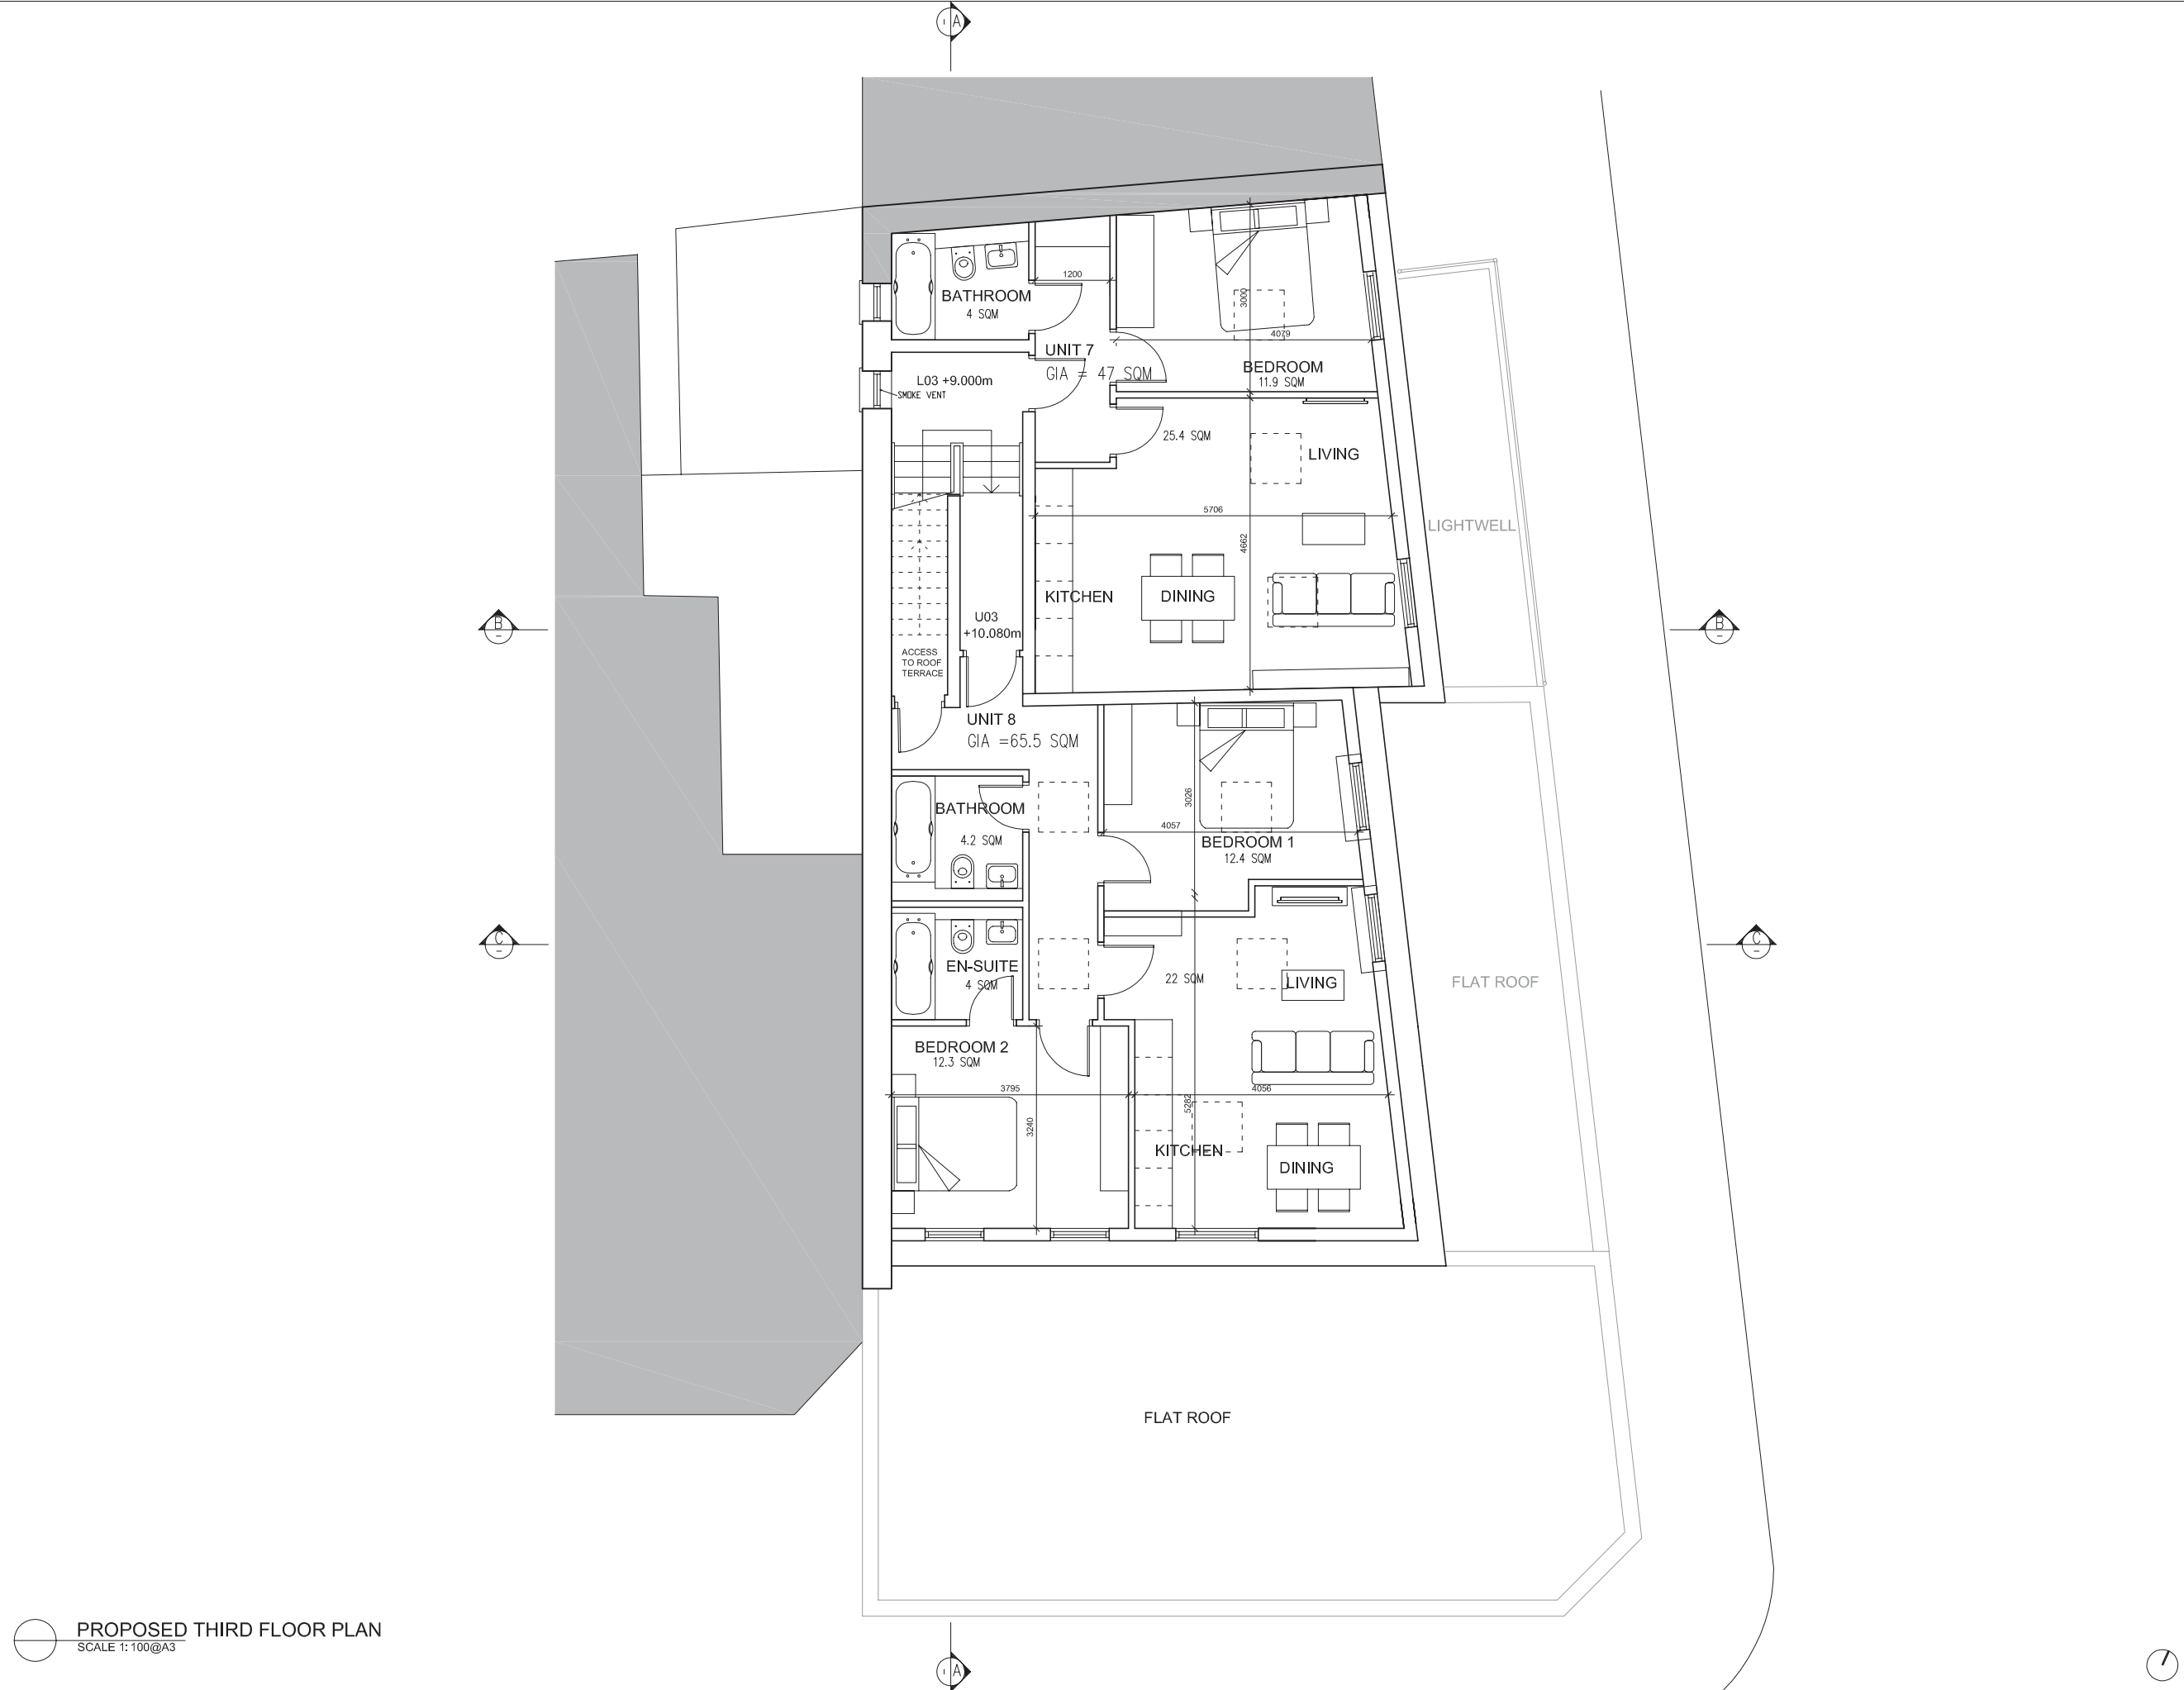 A
BATHROOM
4 SQM
1200
3000
4079
UNIT 7
GIA = 47 SQM
BEDROOM
11.9 SQM
L03 +9.000m
SMOKE VENT
25.4 SQM
LIVING
5706
4662
LIGHTWELL
KITCHEN
DINING
B
-
B
-
U03
+10.080m
ACCESS
TO ROOF
TERRACE
UNIT 8
GIA =65.5 SQM
BATHROOM
4.2 SQM
3026
4057
BEDROOM 1
12.4 SQM
C
-
C
-
EN-SUITE
4 SQM
22 SQM
LIVING
FLAT ROOF
BEDROOM 2
12.3 SQM
3795
4056
5282
3240
KITCHEN
DINING
FLAT ROOF
PROPOSED THIRD FLOOR PLAN
SCALE 1:100@A3
A